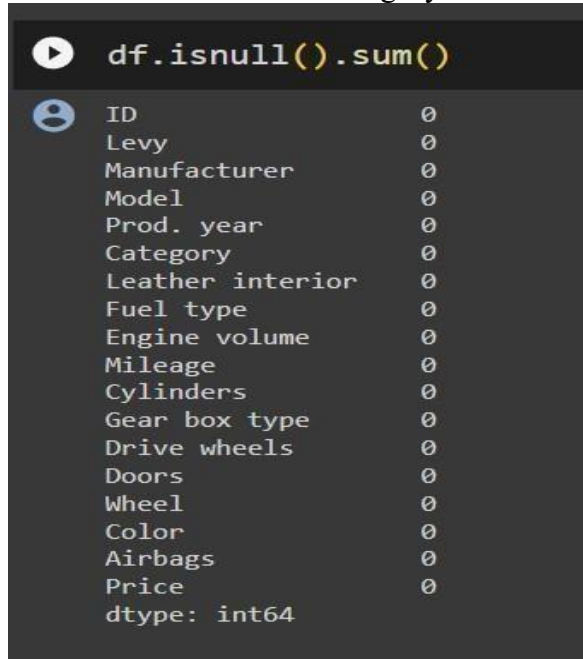 df.isnull().sum()
ID 0
Levy 0
Manufacturer 0
Model 0
Prod. year 0
Category 0
Leather interior 0
Fuel type 0
Engine volume 0
Mileage 0
Cylinders 0
Gear box type 0
Drive wheels 0
Doors 0
Wheel 0
Color 0
Airbags 0
Price 0
dtype: int64